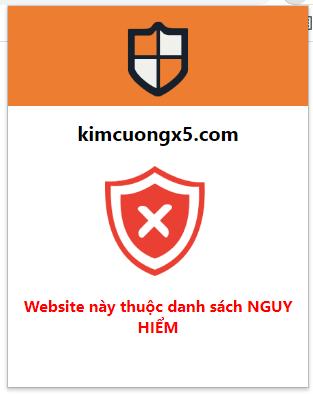 kimcuongx5.com
Website này thuộc danh sách NGUY
HIỂM